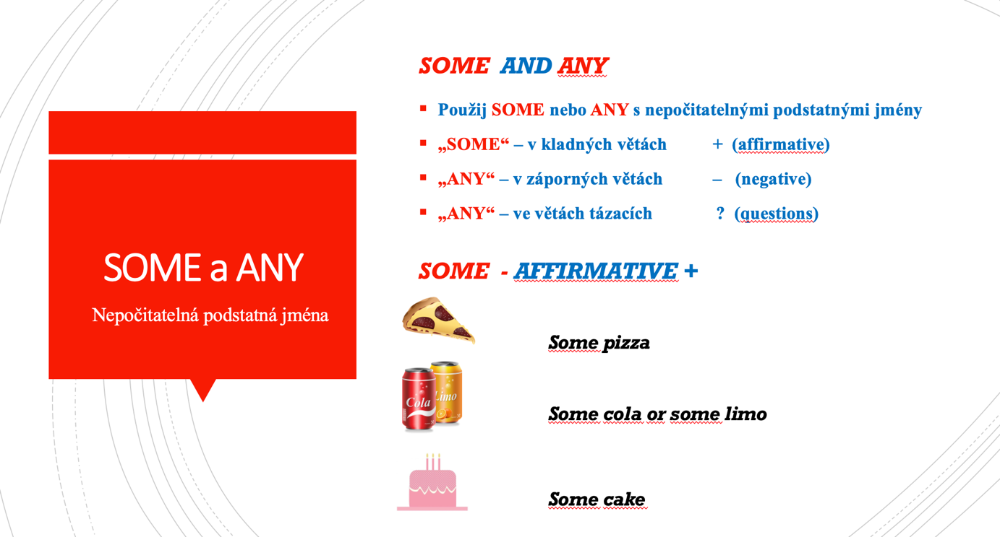 SOME a ANY
Nepočitatelná podstatná jména
SOME AND ANY
▪ Použij SOME nebo ANY s nepočitatelnými podstatnými jmény
▪ „SOME“ – v kladných větách + (affirmative)
▪ „ANY“ – v záporných větách – (negative)
▪ „ANY“ – ve větách tázacích ? (questions)
SOME - AFFIRMATIVE +
Some pizza
Cola Limo
Some cola or some limo
Some cake